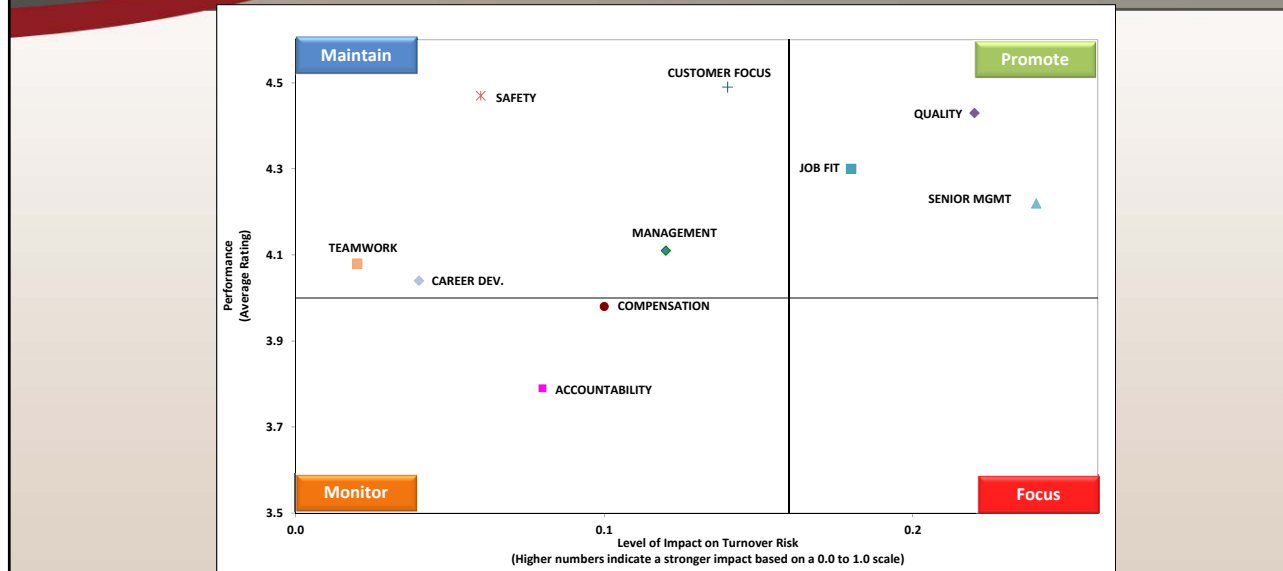 Maintain
Promote
CUSTOMER FOCUS
4.5
SAFETY
QUALITY
4.3
JOB FIT
SENIOR MGMT
MANAGEMENT
TEAMWORK
4.1
CAREER DEV.
Performance
(Average Rating)
COMPENSATION
3.9
ACCOUNTABILITY
3.7
Monitor
Focus
3.5
0.0
0.1
0.2
Level of Impact on Turnover Risk
(Higher numbers indicate a stronger impact based on a 0.0 to 1.0 scale)